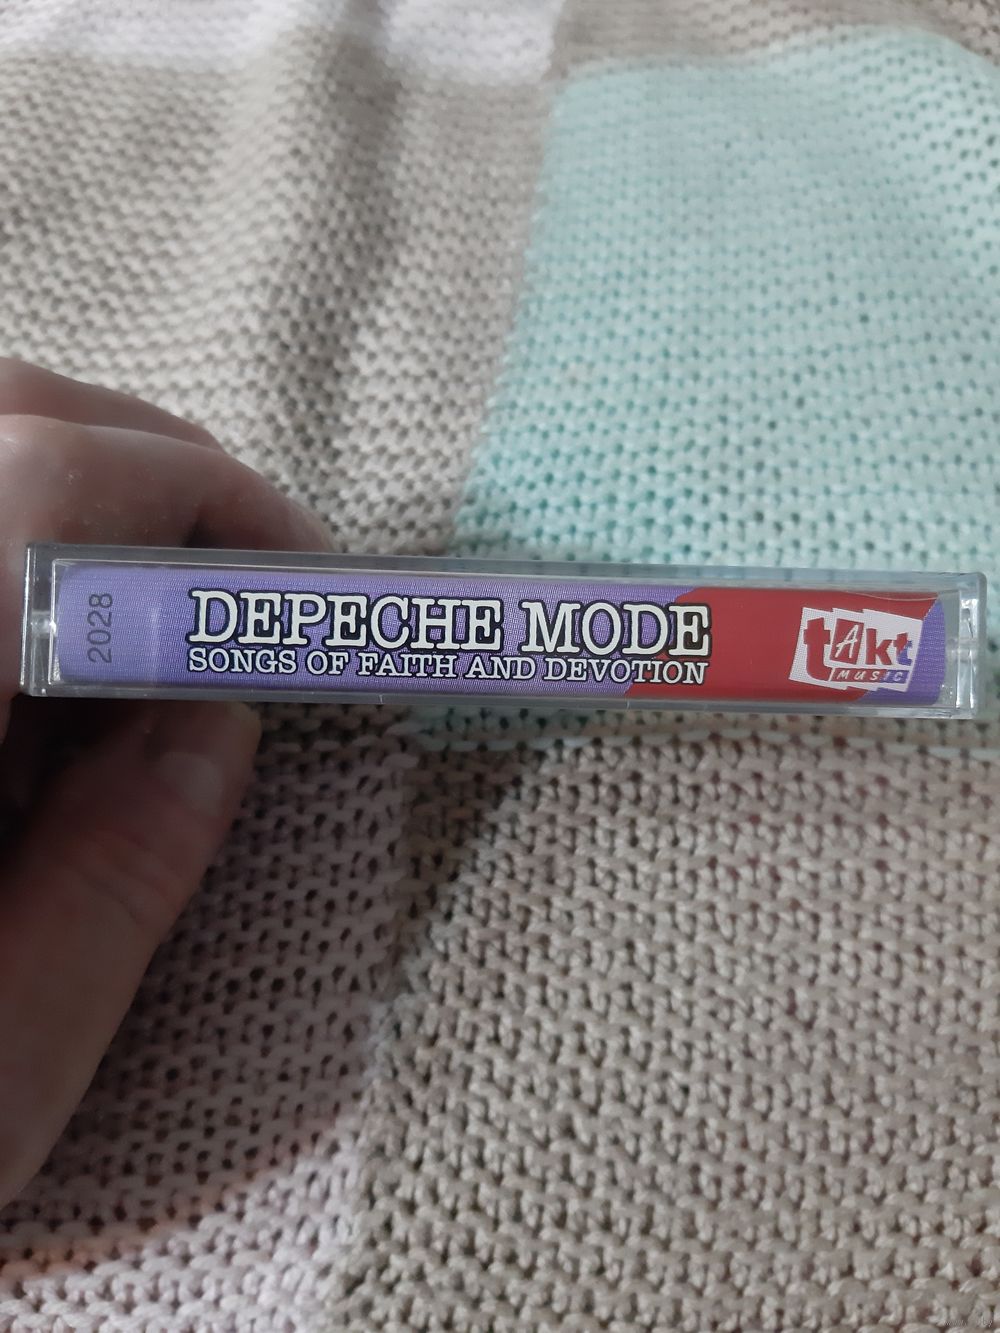 2028
DEPECHE MODE
SONGS OF FAITH AND DEVOTION
tAkt
MUSIC